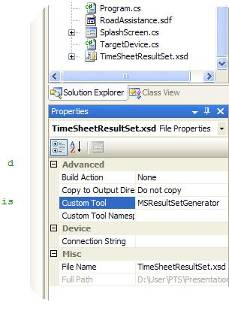 Program.cs
RoadAssistance.sdf
SplashScreen.cs
TargetDevice.cs
TimeSheetResultSet.xsd
Solution Explorer Class View
Properties
TimeSheetResultSet.xsd File Properties
d
Advanced
Build Action None
Copy to Output Dire Do not copy
is
Custom Tool MSResultSetGenerator
Custom Tool Namesp
Device
Connection String
Misc
File Name TimeSheetResultSet.xsd
Full Path D:\User\PTS\Presentatio